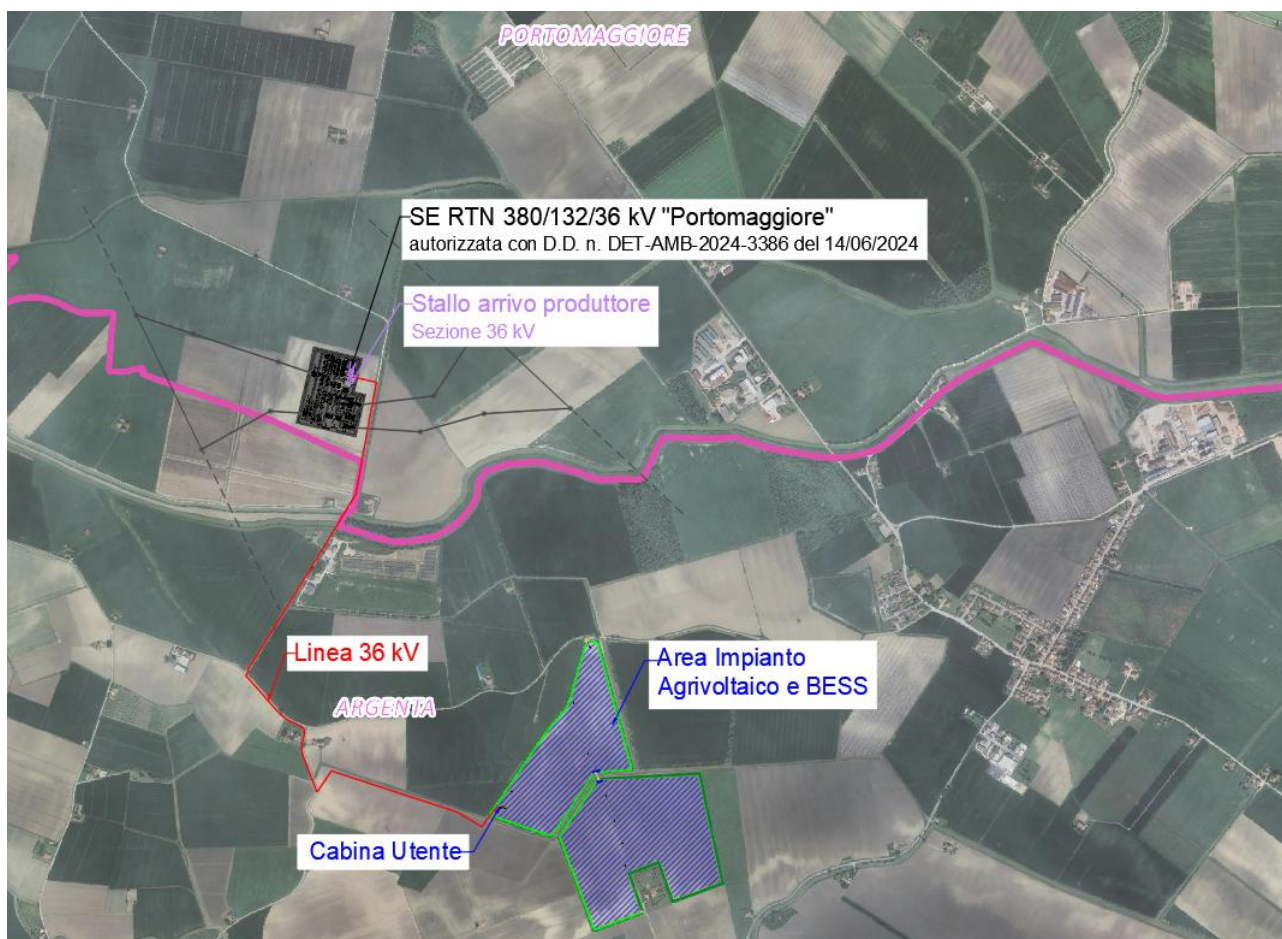 PORTOMAGGIORE
SE RTN 380/132/36 kV "Portomaggiore"
autorizzata con D.D. n. DET-AMB-2024-3386 del 14/06/2024
Stallo arrivo produttore
Sezione 36 kV
Linea 36 kV
Area Impianto
Agrivoltaico e BESS
ARGENTA
Cabina Utente